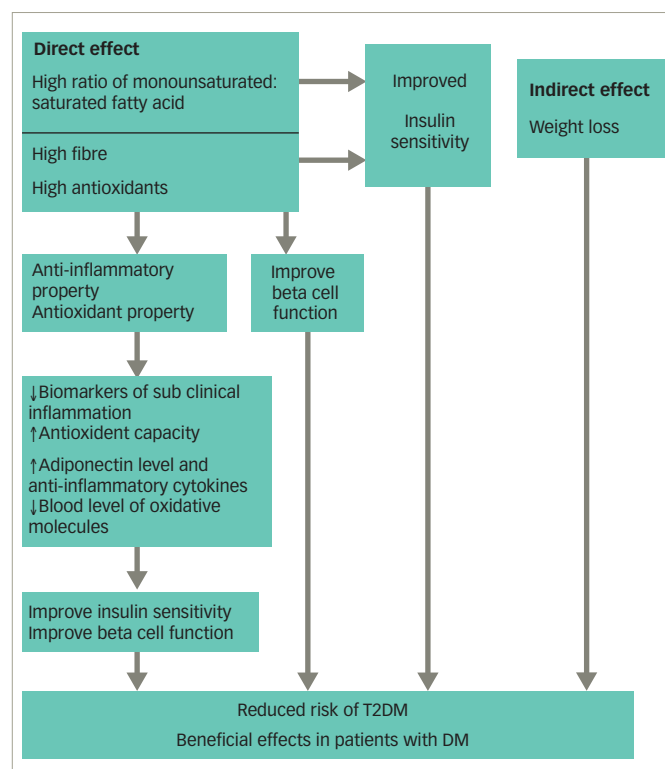 Direct effect
High ratio of monounsaturated:
saturated fatty acid
High fibre
High antioxidants
Improved
Insulin
sensitivity
Indirect effect
Weight loss
Anti-inflammatory
property
Antioxidant property
Improve
beta cell
function
↓Biomarkers of sub clinical
inflammation
↑Antioxident capacity
↑Adiponectin level and
anti-inflammatory cytokines
↓Blood level of oxidative
molecules
Improve insulin sensitivity
Improve beta cell function
Reduced risk of T2DM
Beneficial effects in patients with DM